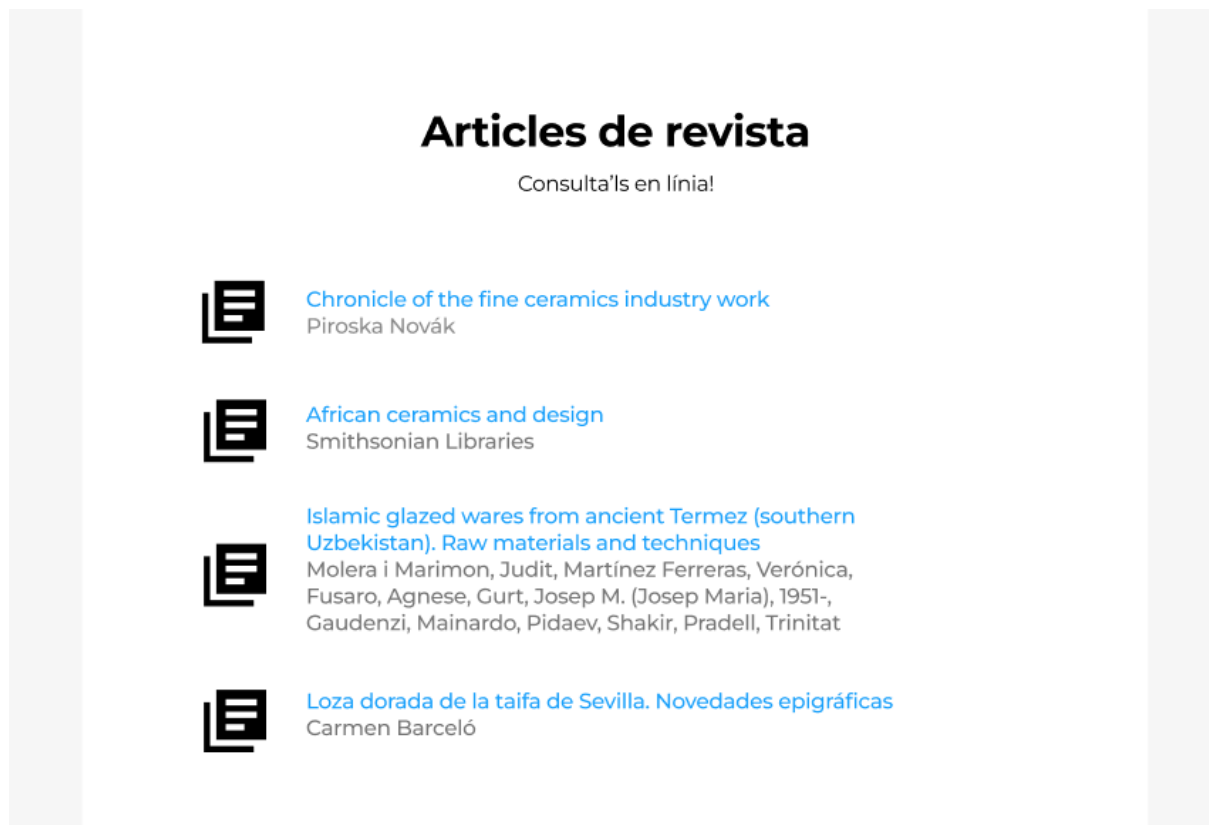 Articles de revista
Consulta'ls en línia!
Chronicle of the fine ceramics industry work
Piroska Novák
African ceramics and design
Smithsonian Libraries
Islamic glazed wares from ancient Termez (southern
Uzbekistan). Raw materials and techniques
Molera i Marimon, Judit, Martínez Ferreras, Verónica,
Fusaro, Agnese, Gurt, Josep M. (Josep Maria), 1951-,
Gaudenzi, Mainardo, Pidaev, Shakir, Pradell, Trinitat
Loza dorada de la taifa de Sevilla. Novedades epigráficas
Carmen Barceló